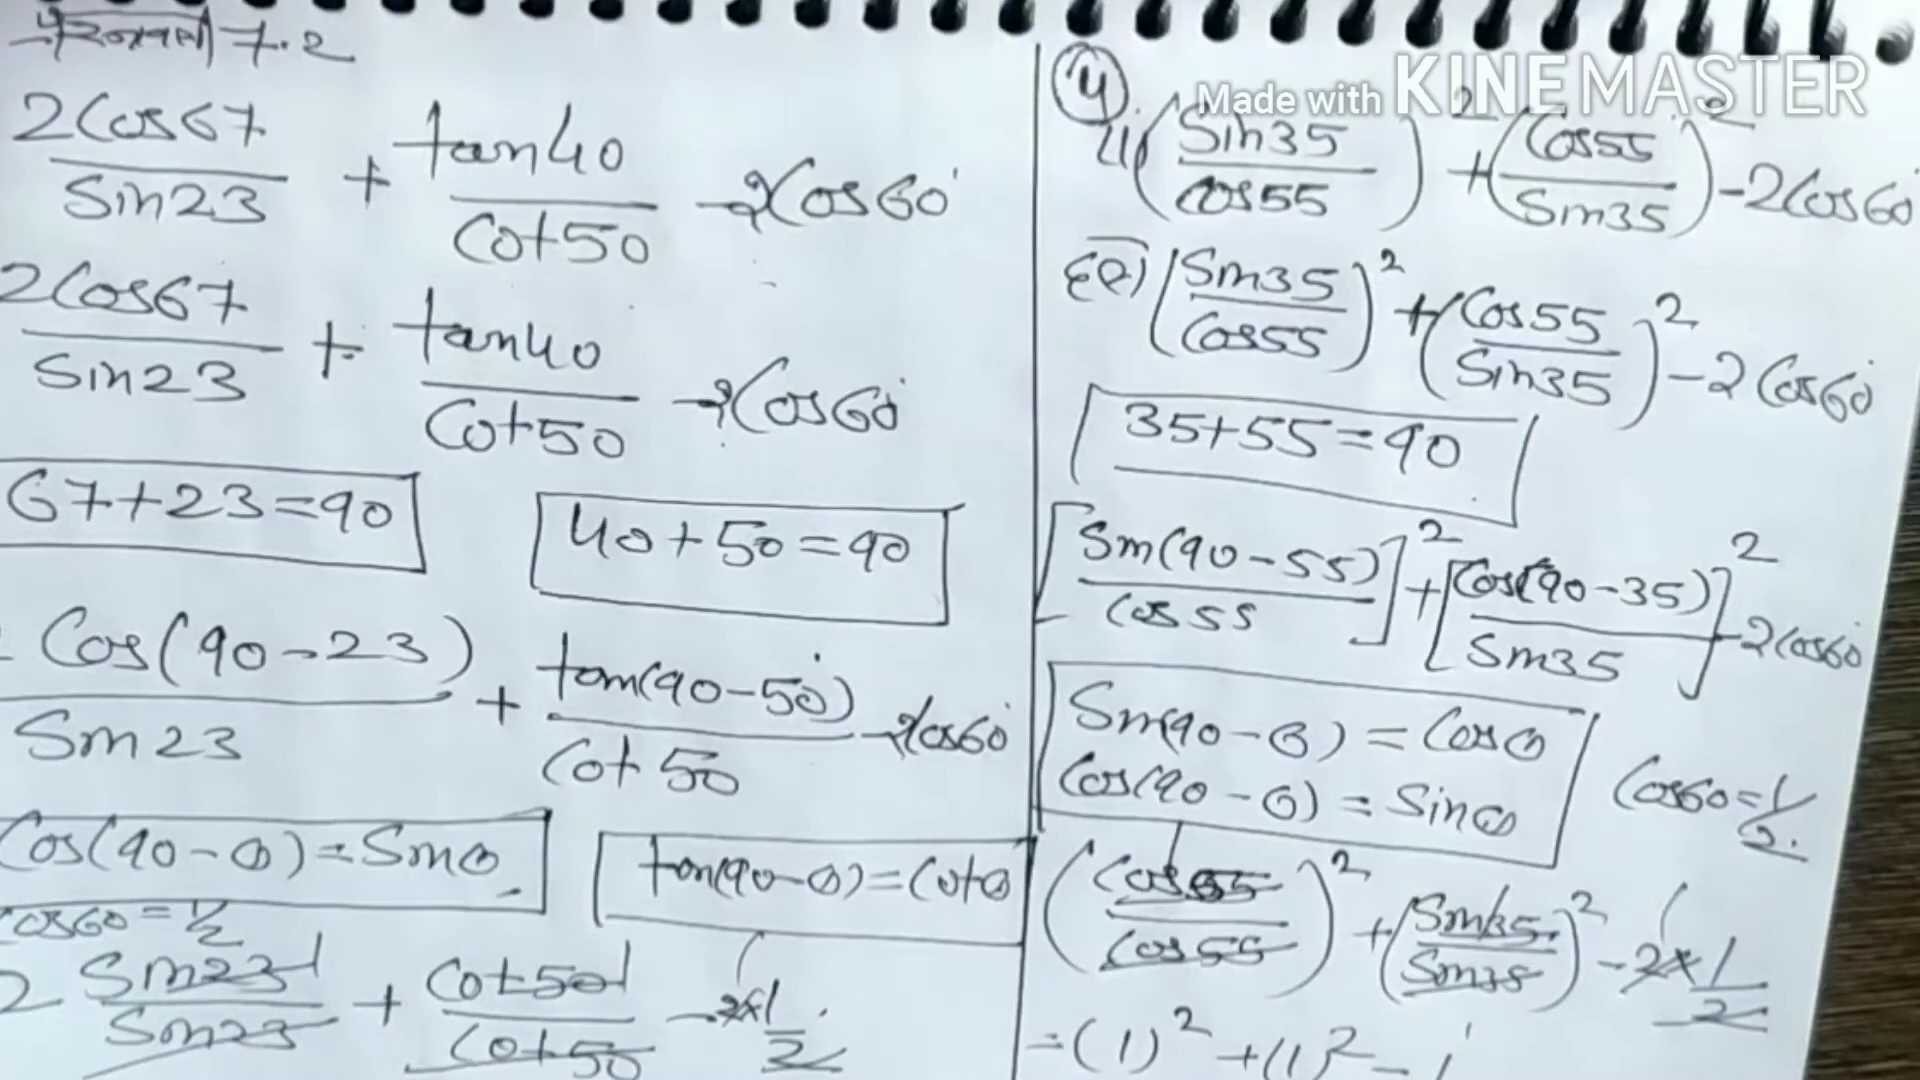 प्रश्नावली 7.2
2Cos67/Sin23 + tan40/Cot50 - 2Cos60°
2Cos67/Sin23 + tan40/Cot50 - 2Cos60°
67+23=90
40+50=90
Cos(90-23)/Sin23 + tan(90-50°)/Cot50 - 2Cos60°
Cos(90-θ)=Sinθ
tan(90-θ)=Cotθ
Cos60=1/2
2 Sin23/Sin23 + Cot50/Cot50 - 2×1/2
4
ii) (Sin35/Cos55)² + (Cos55/Sin35)² - 2Cos60°
हल) (Sin35/Cos55)² + (Cos55/Sin35)² - 2Cos60°
35+55=90
[Sin(90-55)/Cos55]² + [Cos(90-35)/Sin35]² - 2Cos60°
Sin(90-θ)=Cosθ
Cos(90-θ)=Sinθ
Cos60=1/2.
(Cos55/Cos55)² + (Sin35/Sin35)² - 2×1/2
=(1)²+(1)²-1
Made with KINEMASTER